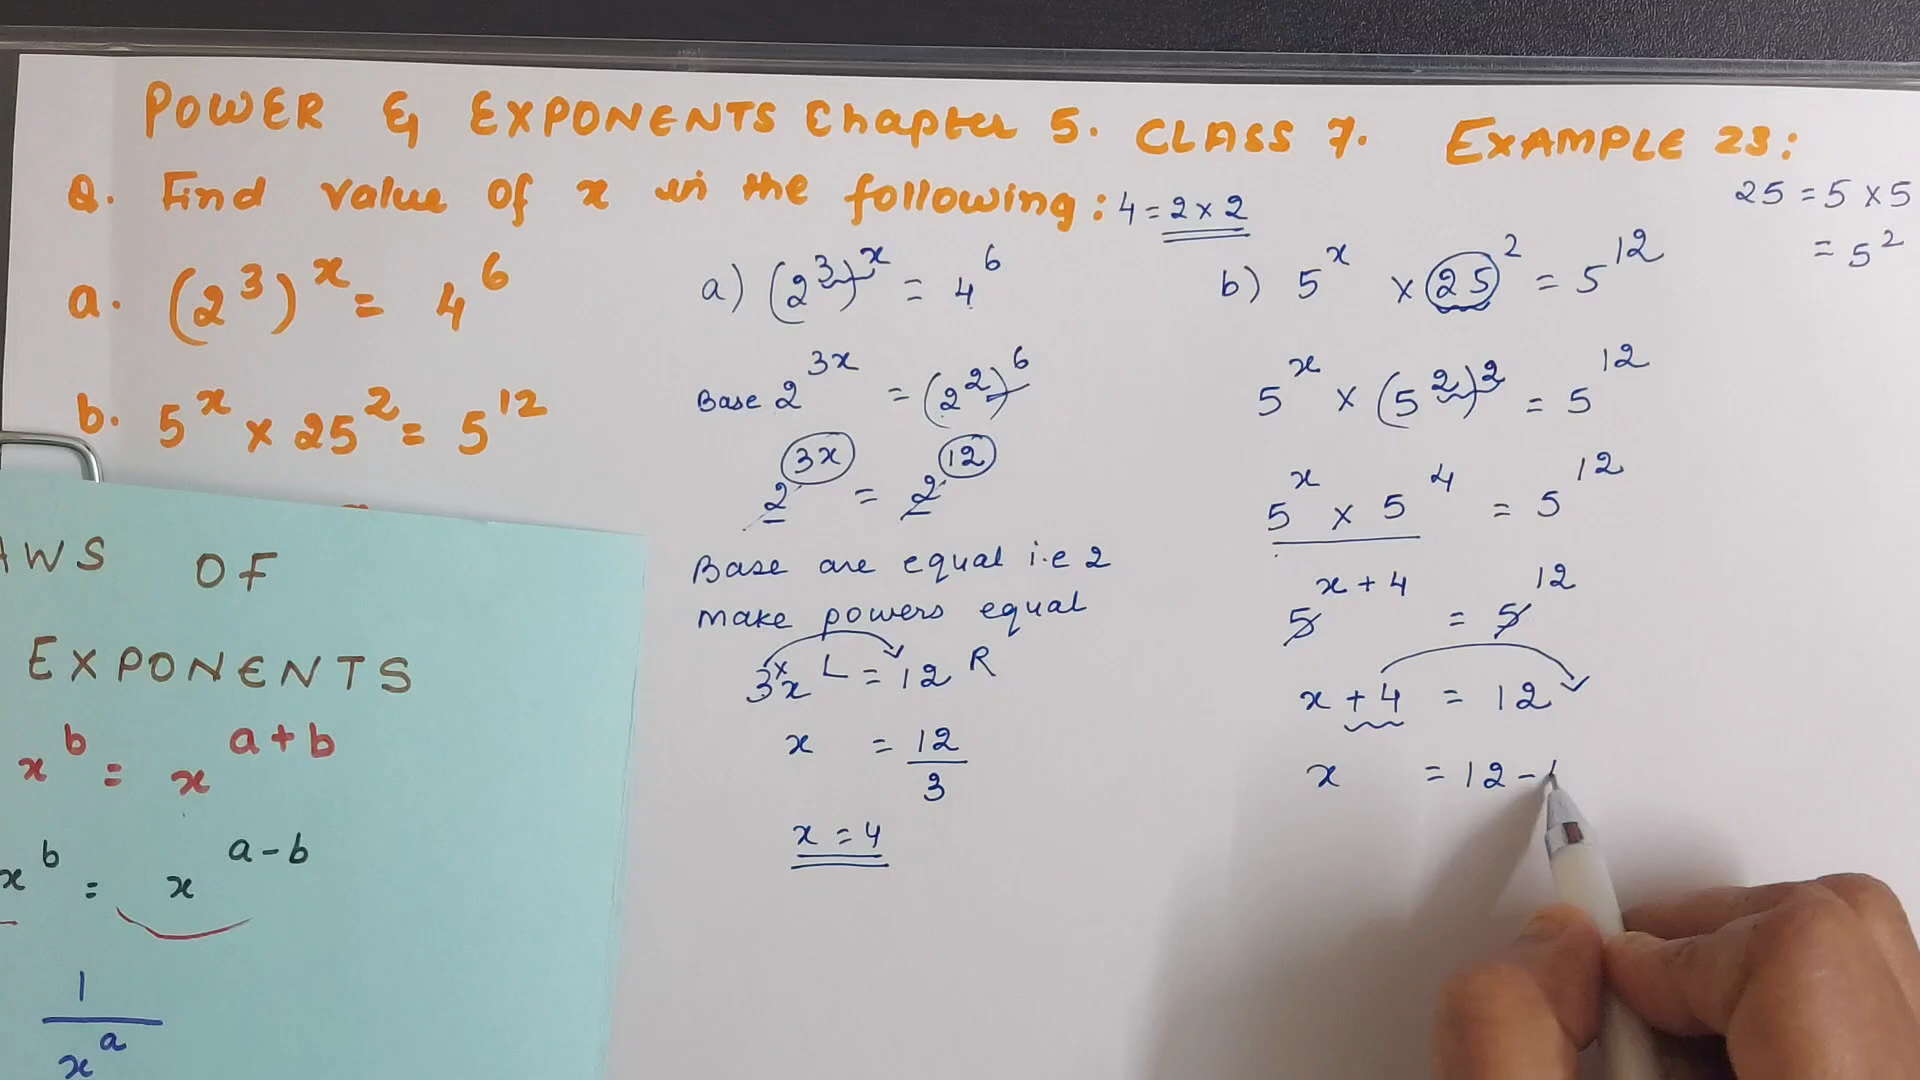 POWER & EXPONENTS Chapter 5. CLASS 7. EXAMPLE 23:
Q. Find value of x in the following:
a. (2³)ˣ = 4⁶
b. 5ˣ × 25² = 5¹²
4 = 2 × 2
a) (2³)ˣ = 4⁶
Base 2³ˣ = (2²)⁶
2³ˣ = 2¹²
Base are equal i.e 2
make powers equal
3 × x L = 12 R
x = 12/3
x = 4
25 = 5 × 5
= 5²
b) 5ˣ × 25² = 5¹²
5ˣ × (5²)² = 5¹²
5ˣ × 5⁴ = 5¹²
5ˣ⁺⁴ = 5¹²
x + 4 = 12
x = 12 -
AWS OF
EXPONENTS
xᵇ = xᵃ⁺ᵇ
xᵇ = xᵃ⁻ᵇ
1/xᵃ